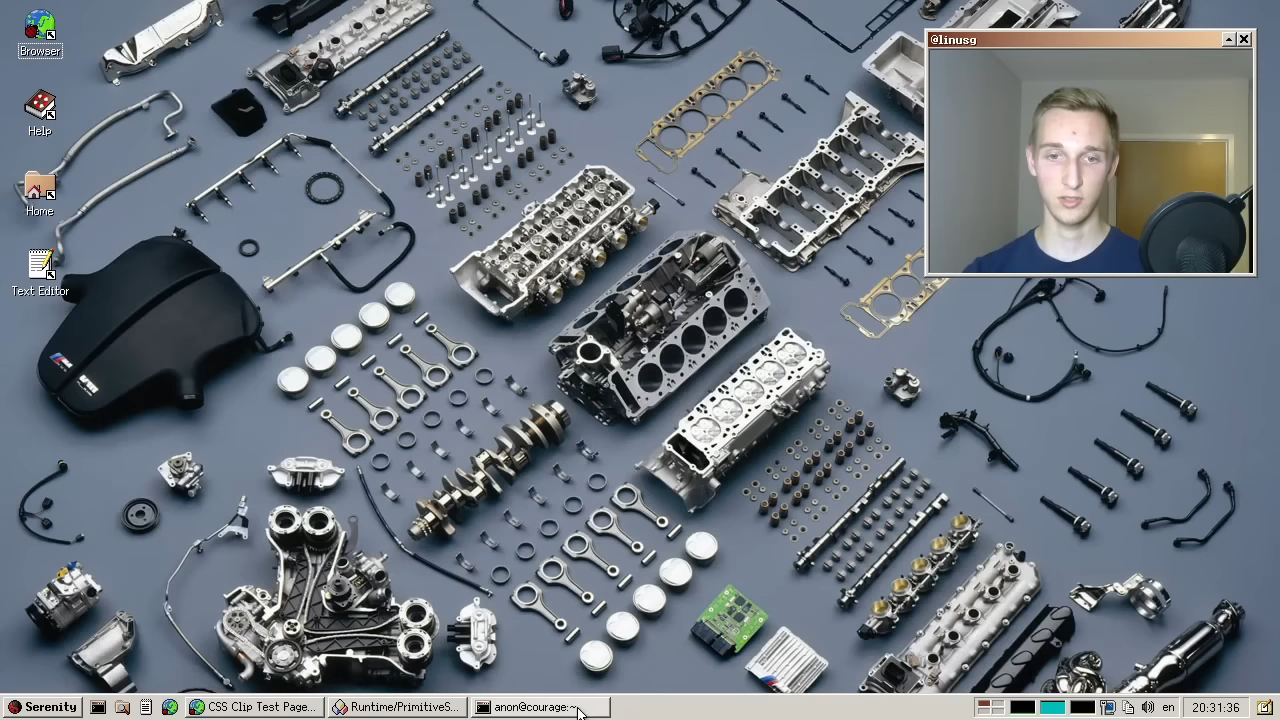 @linusg
Browser
Help
Home
Text Editor
Serenity
CSS Clip Test Page...
Runtime/PrimitiveS...
anon@courage:~
en
20:31:36